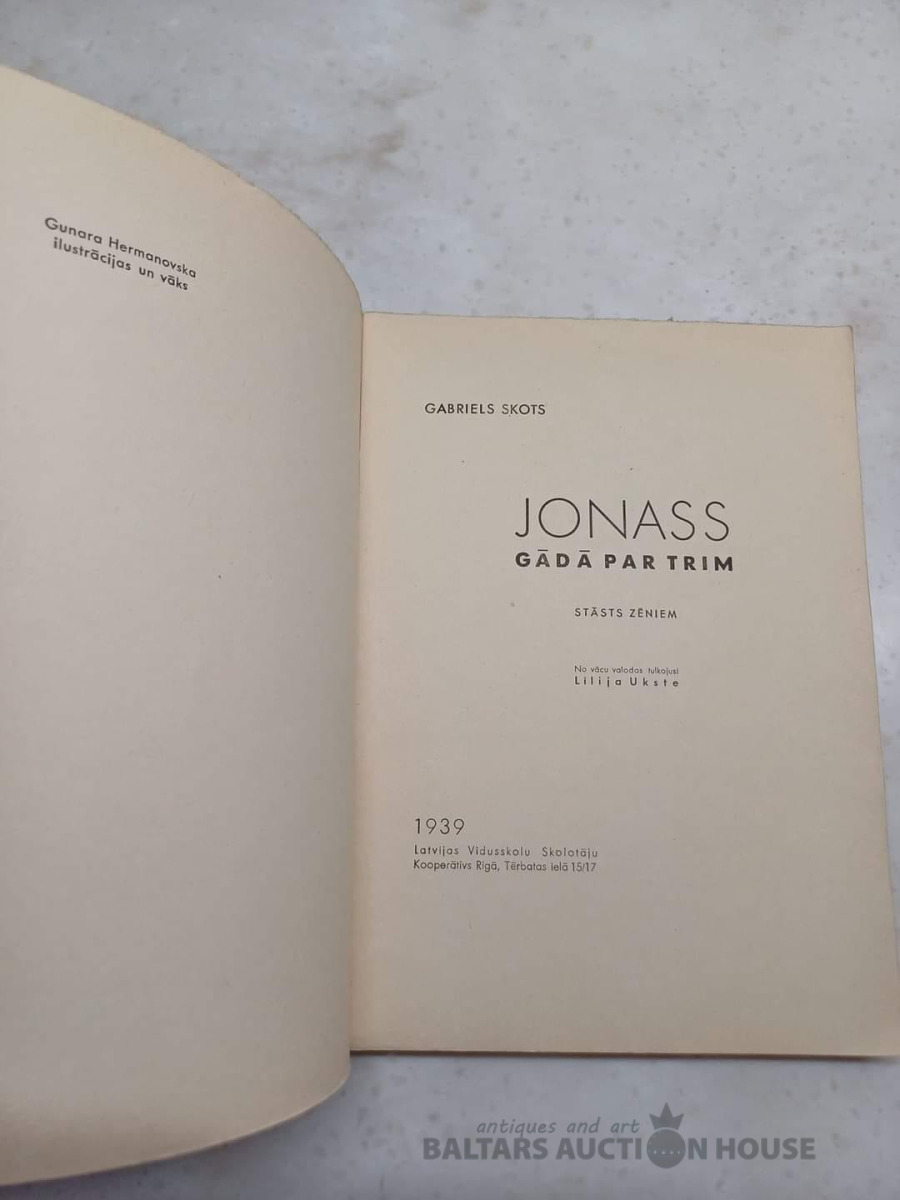 Gunara Hermanovska
ilustrācijas un vāks
GABRIELS SKOTS
JONASS
GĀDĀ PAR TRIM
STĀSTS ZĒNIEM
No vācu valodas tulkojusi
Lilija Ukste
1939
Latvijas Vidusskolu Skolotāju
Kooperātīvs Rīgā, Tērbatas ielā 15/17
antiques and art
BALTARS AUCTION HOUSE